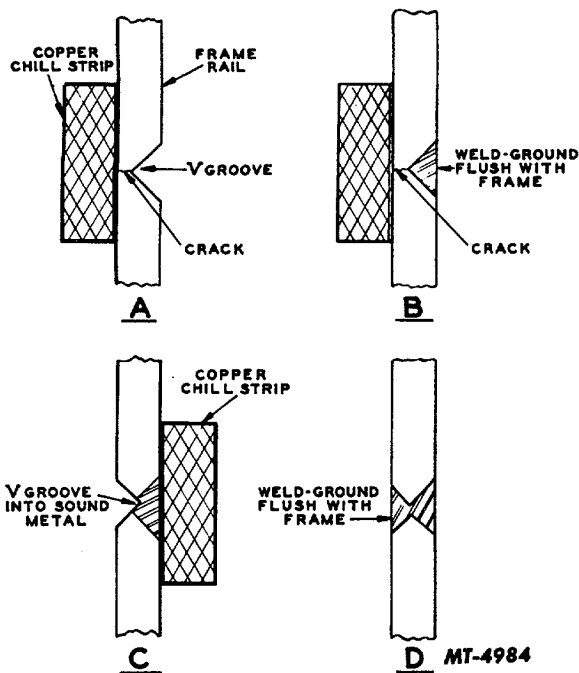 COPPER
CHILL STRIP
FRAME
RAIL
V GROOVE
CRACK
A
WELD-GROUND
FLUSH WITH
FRAME
CRACK
B
COPPER
CHILL STRIP
V GROOVE
INTO SOUND
METAL
C
WELD-GROUND
FLUSH WITH
FRAME
D
MT-4984